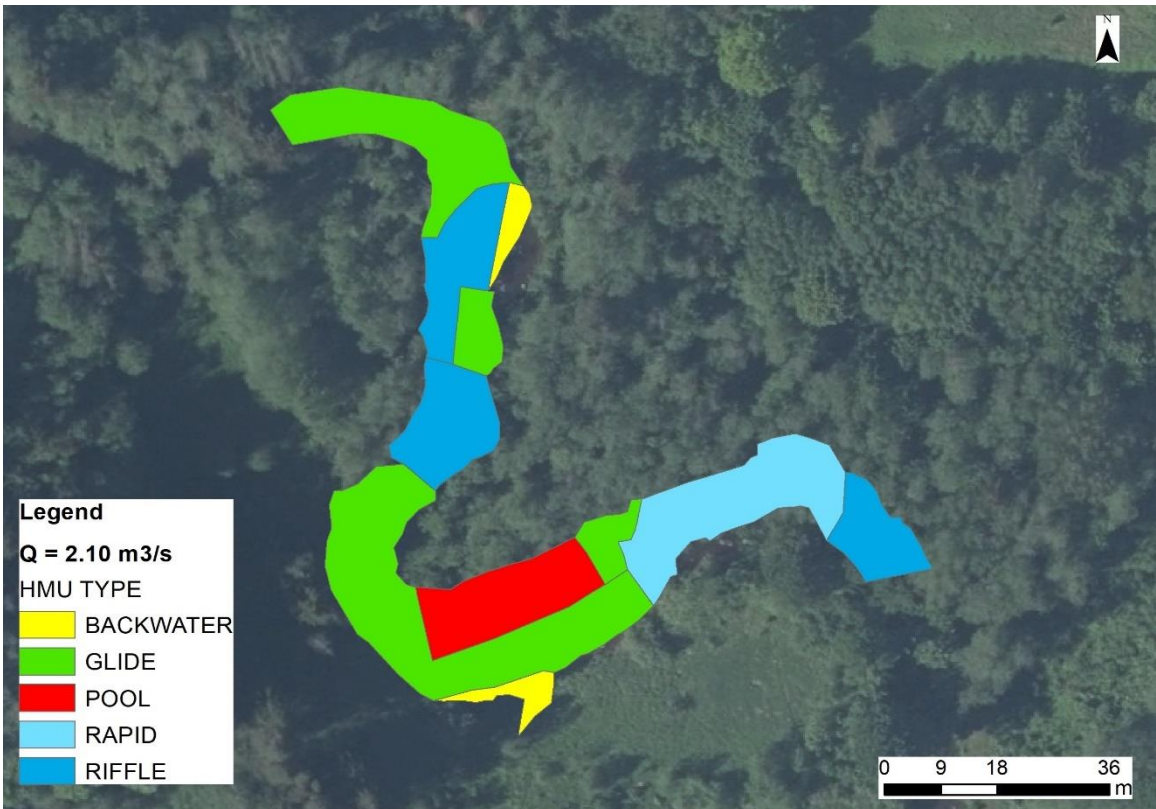 N
Legend
Q = 2.10 m3/s
HMU TYPE
BACKWATER
GLIDE
POOL
RAPID
RIFFLE
0 9 18 36
m